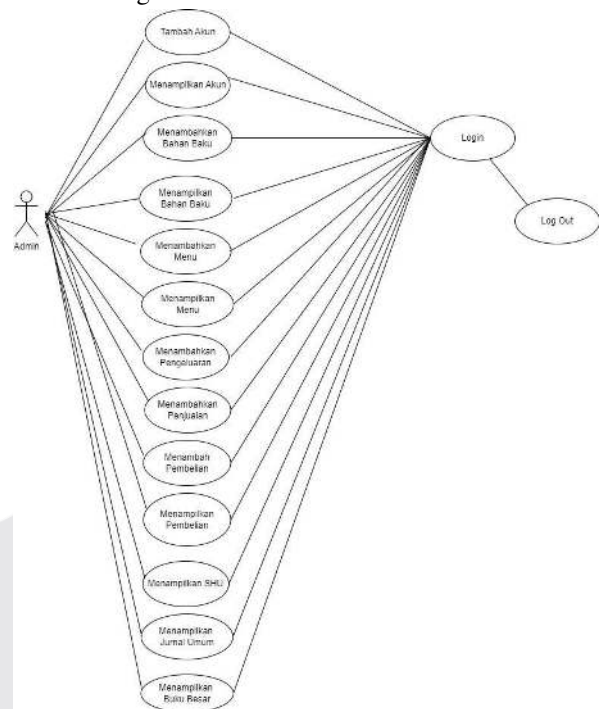 Tambah Akun
Menampilkan Akun
Menambahkan
Bahan Baku
Login
Menampilkan
Bahan Baku
Log Out
Admin
Menambahkan
Menu
Menampilkan
Menu
Menambahkan
Pengeluaran
Menambahkan
Penjualan
Menambah
Pembelian
Menampilkan
Pembelian
Menampilkan SHU
Menampilkan
Jurnal Umum
Menampilkan
Buku Besar